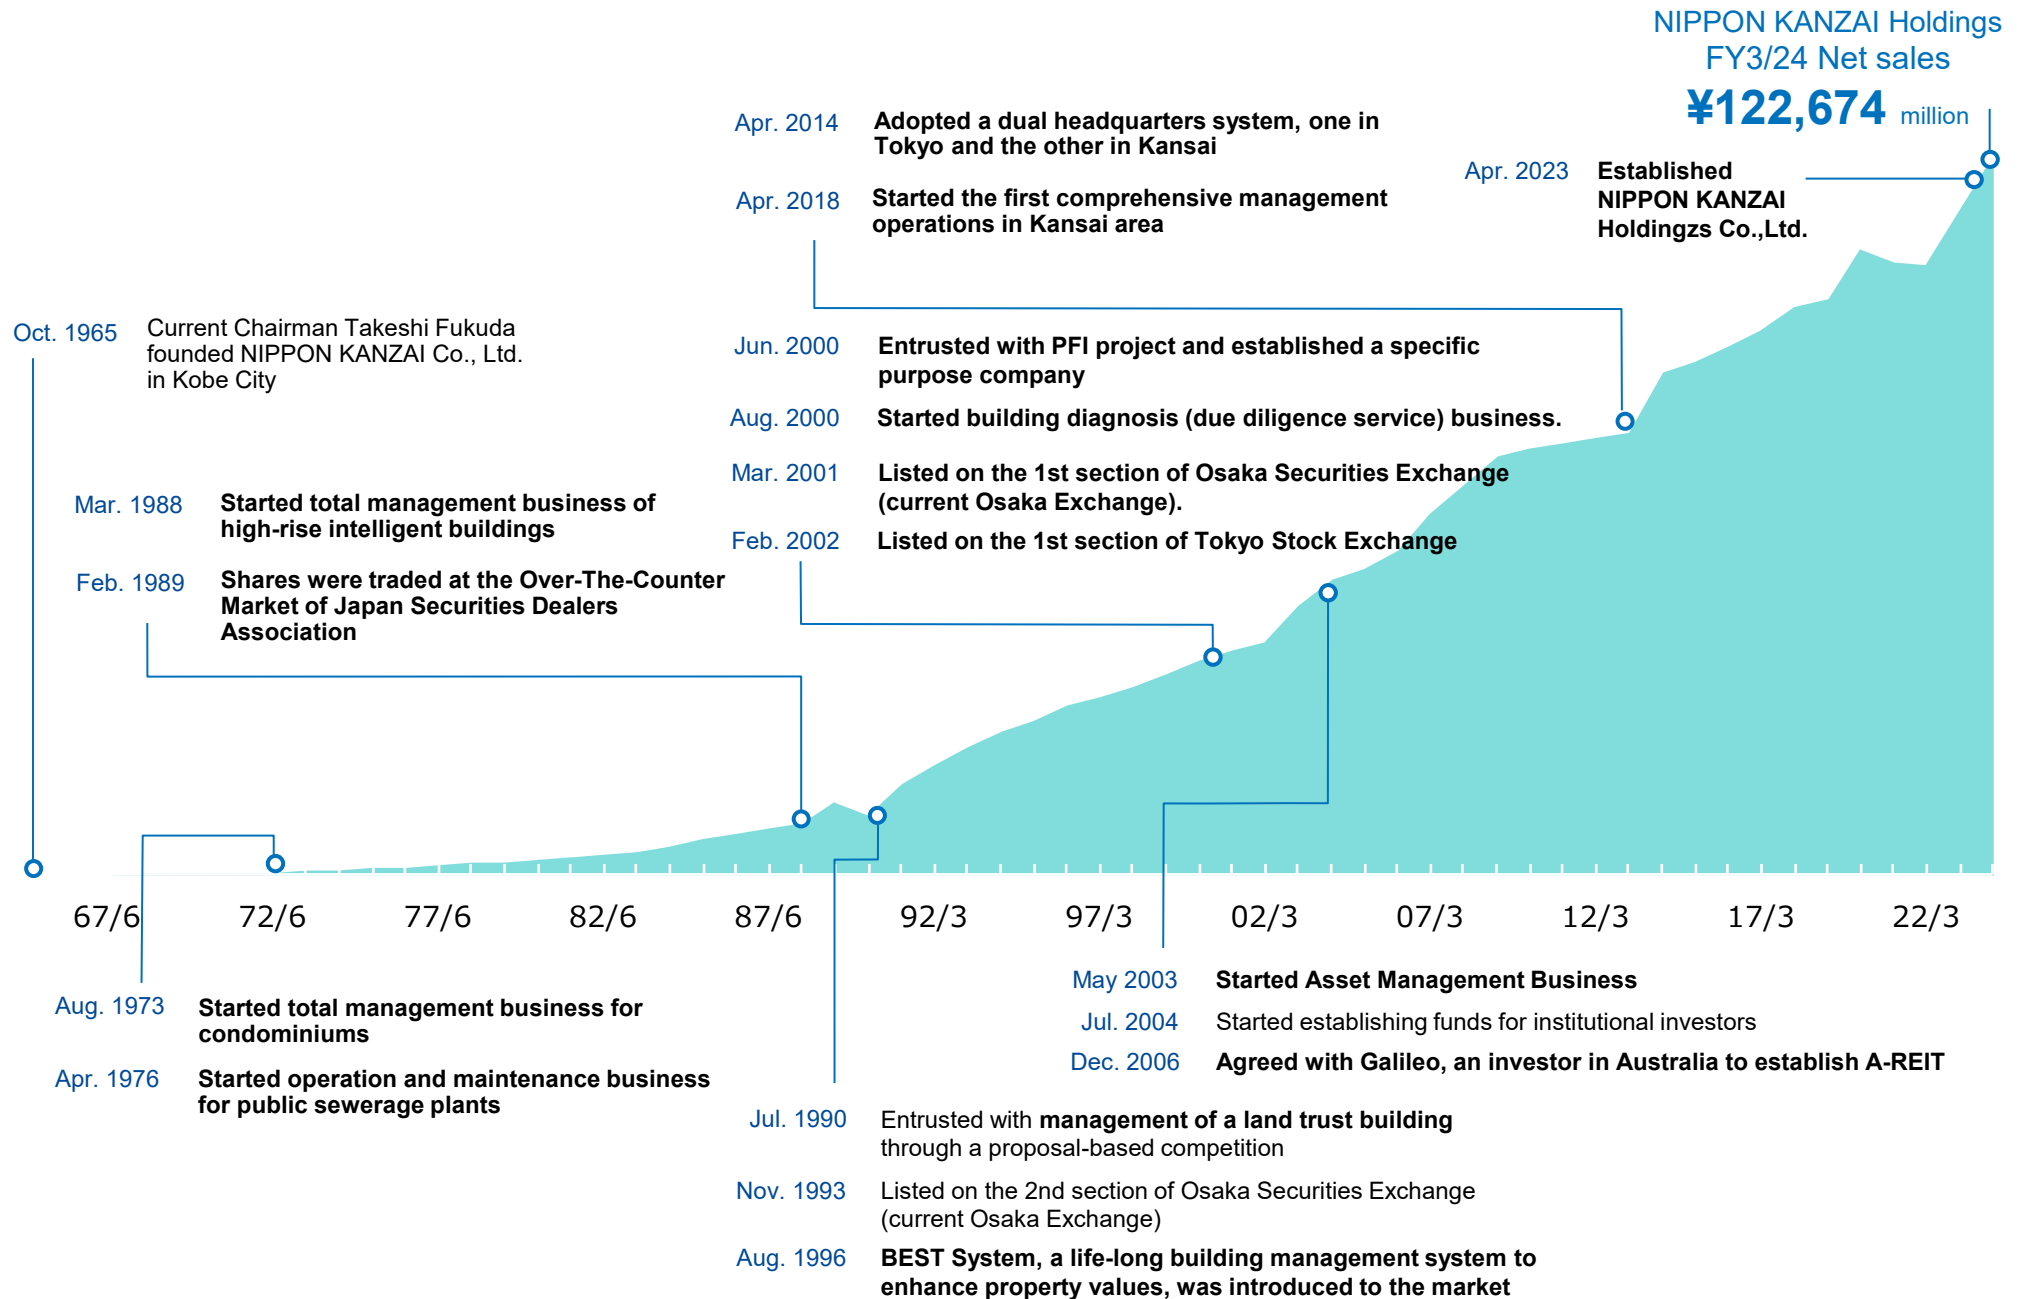 NIPPON KANZAI Holdings
FY3/24 Net sales
¥122,674 million
Apr. 2014 Adopted a dual headquarters system, one in
Tokyo and the other in Kansai
Apr. 2018 Started the first comprehensive management
operations in Kansai area
Apr. 2023 Established
NIPPON KANZAI
Holdingzs Co.,Ltd.
Oct. 1965 Current Chairman Takeshi Fukuda
founded NIPPON KANZAI Co., Ltd.
in Kobe City
Jun. 2000 Entrusted with PFI project and established a specific
purpose company
Aug. 2000 Started building diagnosis (due diligence service) business.
Mar. 2001 Listed on the 1st section of Osaka Securities Exchange
(current Osaka Exchange).
Feb. 2002 Listed on the 1st section of Tokyo Stock Exchange
Mar. 1988 Started total management business of
high-rise intelligent buildings
Feb. 1989 Shares were traded at the Over-The-Counter
Market of Japan Securities Dealers
Association
67/6 72/6 77/6 82/6 87/6 92/3 97/3 02/3 07/3 12/3 17/3 22/3
Aug. 1973 Started total management business for
condominiums
Apr. 1976 Started operation and maintenance business
for public sewerage plants
May 2003 Started Asset Management Business
Jul. 2004 Started establishing funds for institutional investors
Dec. 2006 Agreed with Galileo, an investor in Australia to establish A-REIT
Jul. 1990 Entrusted with management of a land trust building
through a proposal-based competition
Nov. 1993 Listed on the 2nd section of Osaka Securities Exchange
(current Osaka Exchange)
Aug. 1996 BEST System, a life-long building management system to
enhance property values, was introduced to the market